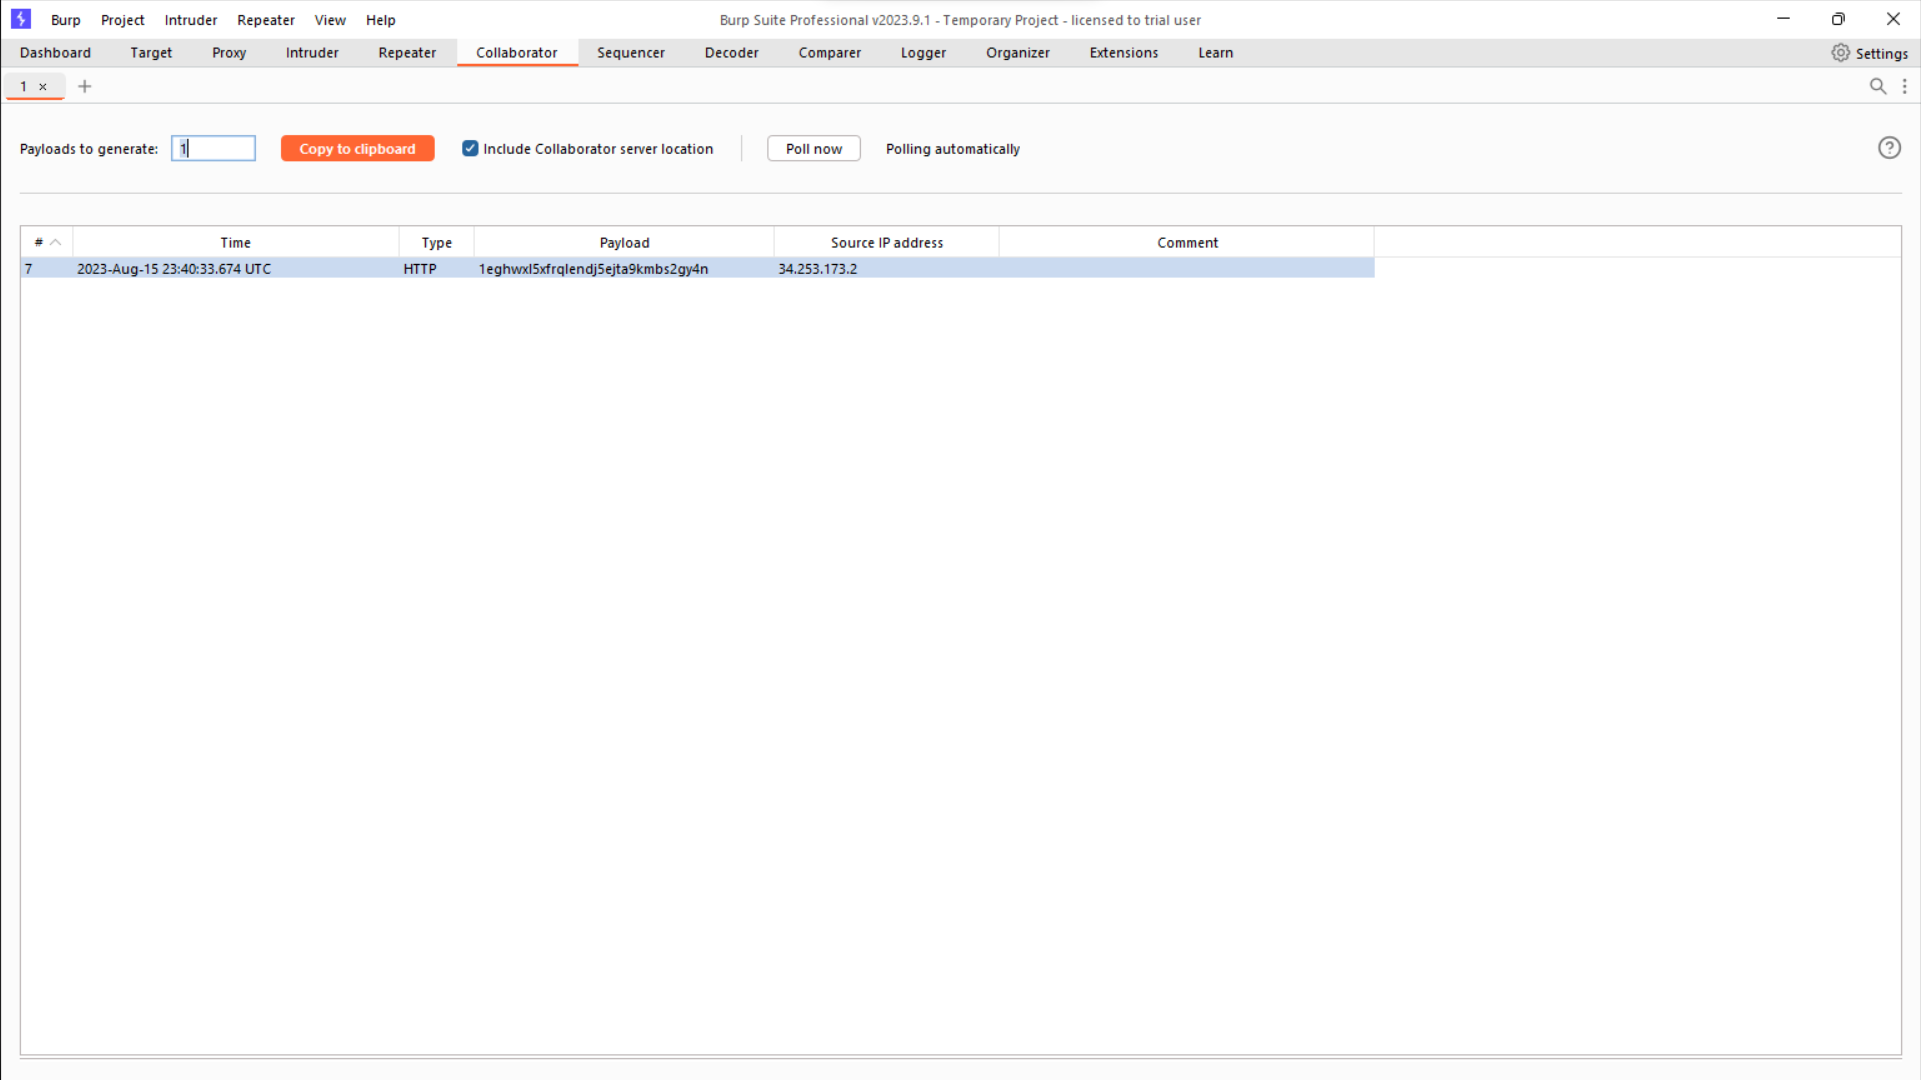 Burp Project Intruder Repeater View Help Burp Suite Professional v2023.9.1 - Temporary Project - licensed to trial user
Dashboard Target Proxy Intruder Repeater Collaborator Sequencer Decoder Comparer Logger Organizer Extensions Learn Settings
1 × +
Payloads to generate: 1 Copy to clipboard Include Collaborator server location Poll now Polling automatically ?
# Time Type Payload Source IP address Comment
7 2023-Aug-15 23:40:33.674 UTC HTTP 1eghwxl5xfrqlendj5ejta9kmbs2gy4n 34.253.173.2